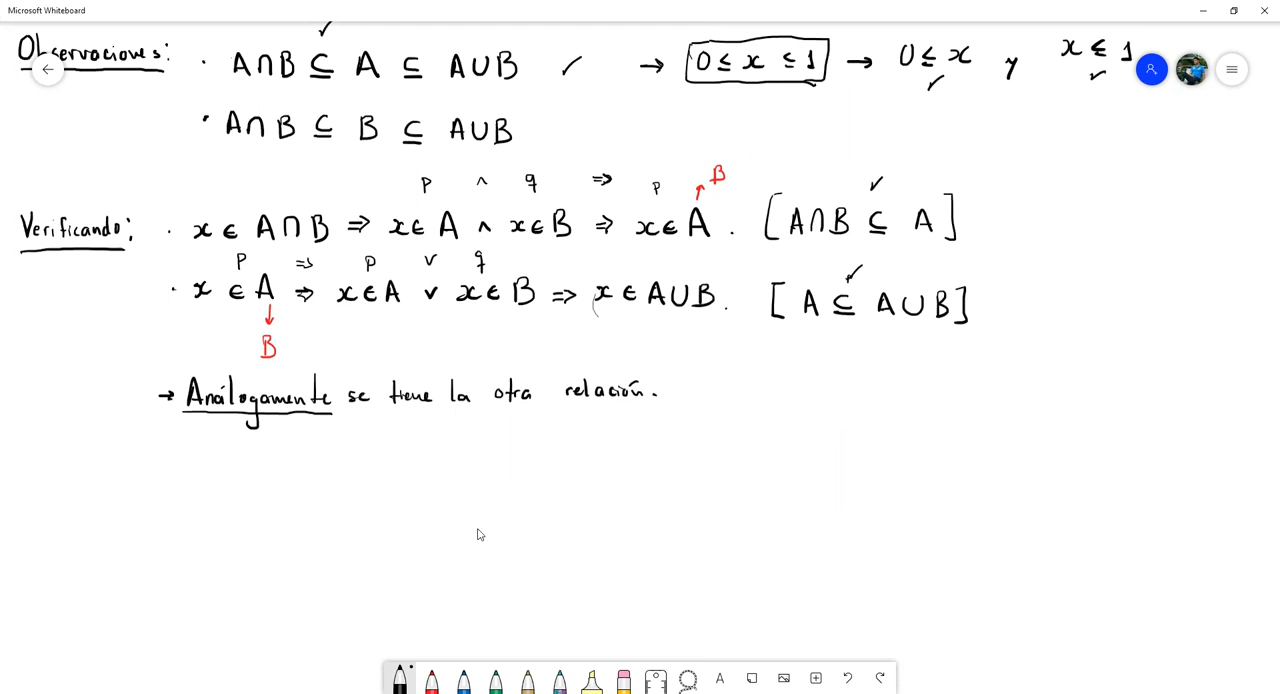 Microsoft Whiteboard
Observaciones: · A∩B ⊆ A ⊆ A∪B ✓ → 0 ≤ x ≤ 1 → 0 ≤ x y x ≤ 1
· A∩B ⊆ B ⊆ A∪B
p ∧ q ⇒ p B
Verificando: · x ∈ A∩B ⇒ x∈A ∧ x∈B ⇒ x∈A. [A∩B ⊆ A]
p ⇒ p ∨ q
· x ∈ A ⇒ x∈A ∨ x∈B ⇒ x∈A∪B. [A ⊆ A∪B]
B
→ Análogamente se tiene la otra relación.